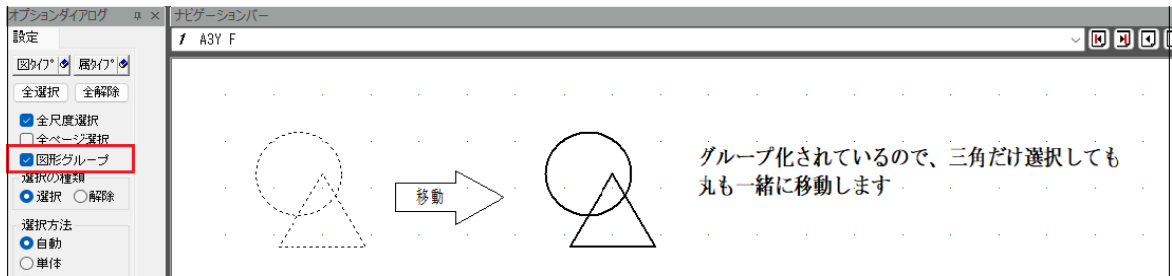 オプションダイアログ
ナビゲーションバー
設定
1 A3Y F
図タイプ 属タイプ
全選択 全解除
全尺度選択
全ページ選択
図形グループ
選択の種類
選択 解除
選択方法
自動
単体
移動
グループ化されているので、三角だけ選択しても
丸も一緒に移動します